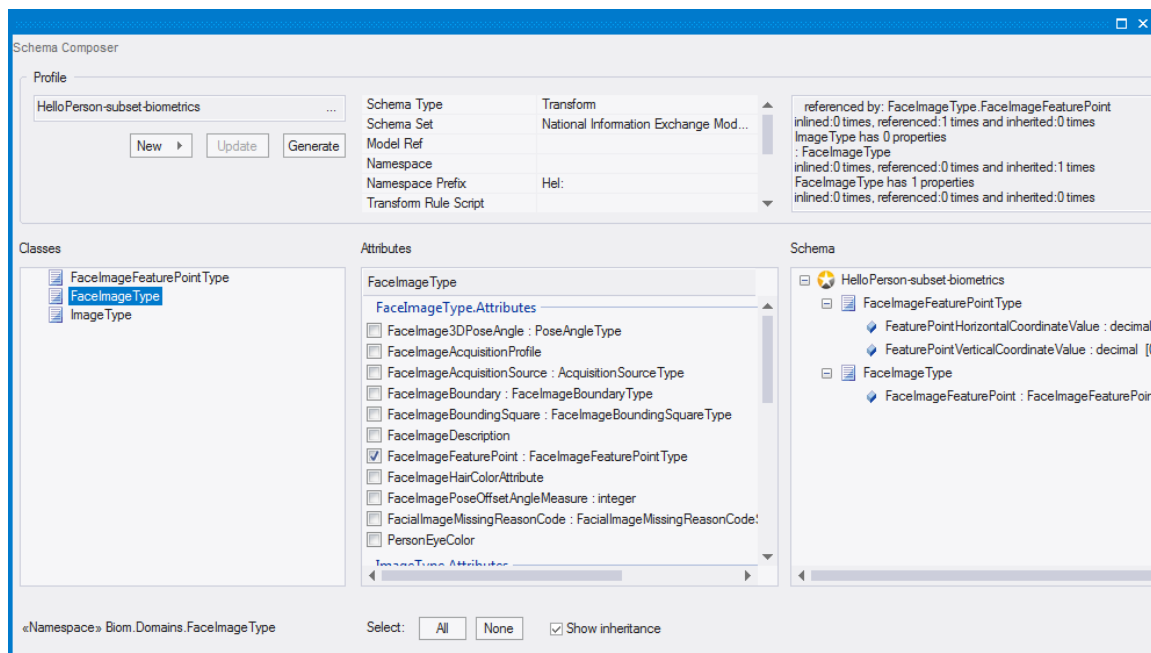 Schema Composer
Profile
HelloPerson-subset-biometrics ...
New Update Generate
Schema Type Transform
Schema Set National Information Exchange Mod...
Model Ref
Namespace
Namespace Prefix Hel:
Transform Rule Script
referenced by: FaceImageType.FaceImageFeaturePoint
inlined:0 times, referenced:1 times and inherited:0 times
ImageType has 0 properties
: FaceImageType
inlined:0 times, referenced:0 times and inherited:1 times
FaceImageType has 1 properties
inlined:0 times, referenced:0 times and inherited:0 times
Classes
FaceImageFeaturePointType
FaceImageType
ImageType
Attributes
FaceImageType
FaceImageType.Attributes
FaceImage3DPoseAngle : PoseAngleType
FaceImageAcquisitionProfile
FaceImageAcquisitionSource : AcquisitionSourceType
FaceImageBoundary : FaceImageBoundaryType
FaceImageBoundingSquare : FaceImageBoundingSquareType
FaceImageDescription
FaceImageFeaturePoint : FaceImageFeaturePointType
FaceImageHairColorAttribute
FaceImagePoseOffsetAngleMeasure : integer
FacialImageMissingReasonCode : FacialImageMissingReasonCodeS
PersonEyeColor
ImageType.Attributes
Schema
HelloPerson-subset-biometrics
FaceImageFeaturePointType
FeaturePointHorizontalCoordinateValue : decimal
FeaturePointVerticalCoordinateValue : decimal [0
FaceImageType
FaceImageFeaturePoint : FaceImageFeaturePoin
«Namespace» Biom.Domains.FaceImageType
Select: All None Show inheritance